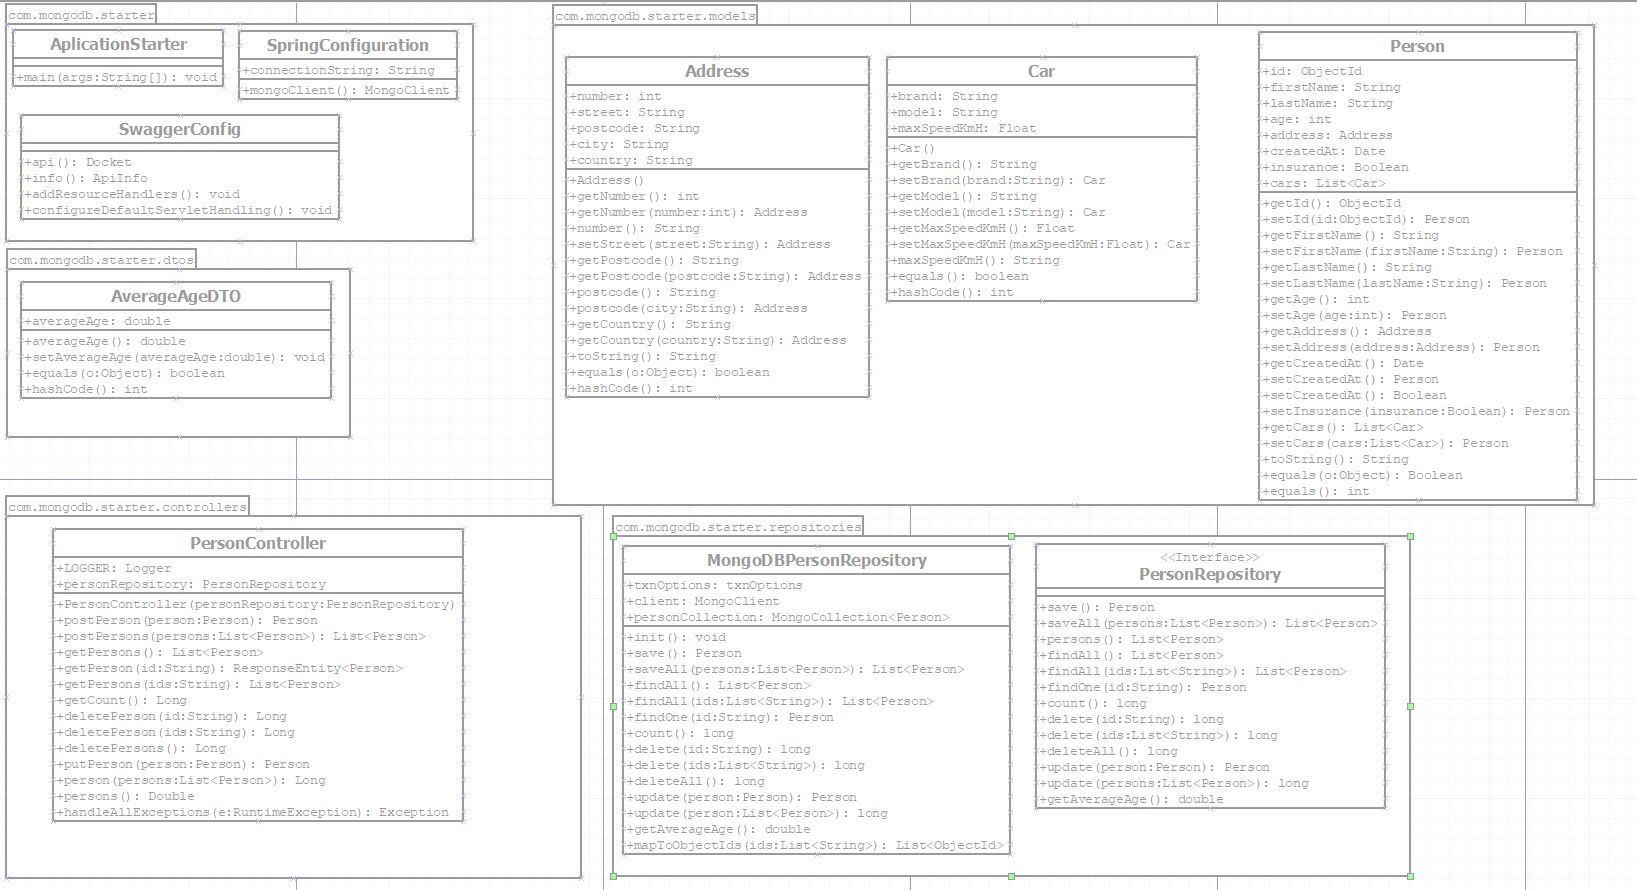 com.mongodb.starter
AplicationStarter
+main(args:String[]): void
SpringConfiguration
+connectionString: String
+mongoClient(): MongoClient
SwaggerConfig
+api(): Docket
+info(): ApiInfo
+addResourceHandlers(): void
+configureDefaultServletHandling(): void
com.mongodb.starter.dtos
AverageAgeDTO
+averageAge: double
+averageAge(): double
+setAverageAge(averageAge:double): void
+equals(o:Object): boolean
+hashCode(): int
com.mongodb.starter.models
Address
+number: int
+street: String
+postcode: String
+city: String
+country: String
+Address()
+getNumber(): int
+getNumber(number:int): Address
+number(): String
+setStreet(street:String): Address
+getPostcode(): String
+getPostcode(postcode:String): Address
+postcode(): String
+postcode(city:String): Address
+getCountry(): String
+getCountry(country:String): Address
+toString(): String
+equals(o:Object): boolean
+hashCode(): int
Car
+brand: String
+model: String
+maxSpeedKmH: Float
+Car()
+getBrand(): String
+setBrand(brand:String): Car
+getModel(): String
+setModel(model:String): Car
+getMaxSpeedKmH(): Float
+setMaxSpeedKmH(maxSpeedKmH:Float): Car
+maxSpeedKmH(): String
+equals(): boolean
+hashCode(): int
Person
+id: ObjectId
+firstName: String
+lastName: String
+age: int
+address: Address
+createdAt: Date
+insurance: Boolean
+cars: List<Car>
+getId(): ObjectId
+setId(id:ObjectId): Person
+getFirstName(): String
+setFirstName(firstName:String): Person
+getLastName(): String
+setLastName(lastName:String): Person
+getAge(): int
+setAge(age:int): Person
+getAddress(): Address
+setAddress(address:Address): Person
+getCreatedAt(): Date
+setCreatedAt(): Person
+setCreatedAt(): Boolean
+setInsurance(insurance:Boolean): Person
+getCars(): List<Car>
+setCars(cars:List<Car>): Person
+toString(): String
+equals(o:Object): Boolean
+equals(): int
com.mongodb.starter.controllers
PersonController
+LOGGER: Logger
+personRepository: PersonRepository
+PersonController(personRepository:PersonRepository)
+postPerson(person:Person): Person
+postPersons(persons:List<Person>): List<Person>
+getPersons(): List<Person>
+getPerson(id:String): ResponseEntity<Person>
+getPersons(ids:String): List<Person>
+getCount(): Long
+deletePerson(id:String): Long
+deletePerson(ids:String): Long
+deletePersons(): Long
+putPerson(person:Person): Person
+person(persons:List<Person>): Long
+persons(): Double
+handleAllExceptions(e:RuntimeException): Exception
com.mongodb.starter.repositories
MongoDBPersonRepository
+txnOptions: txnOptions
+client: MongoClient
+personCollection: MongoCollection<Person>
+init(): void
+save(): Person
+saveAll(persons:List<Person>): List<Person>
+findAll(): List<Person>
+findAll(ids:List<String>): List<Person>
+findOne(id:String): Person
+count(): long
+delete(id:String): long
+delete(ids:List<String>): long
+deleteAll(): long
+update(person:Person): Person
+update(person:List<Person>): long
+getAverageAge(): double
+mapToObjectIds(ids:List<String>): List<ObjectId>
<<Interface>>
PersonRepository
+save(): Person
+saveAll(persons:List<Person>): List<Person>
+persons(): List<Person>
+findAll(): List<Person>
+findAll(ids:List<String>): List<Person>
+findOne(id:String): Person
+count(): long
+delete(id:String): long
+delete(ids:List<String>): long
+deleteAll(): long
+update(person:Person): Person
+update(persons:List<Person>): long
+getAverageAge(): double